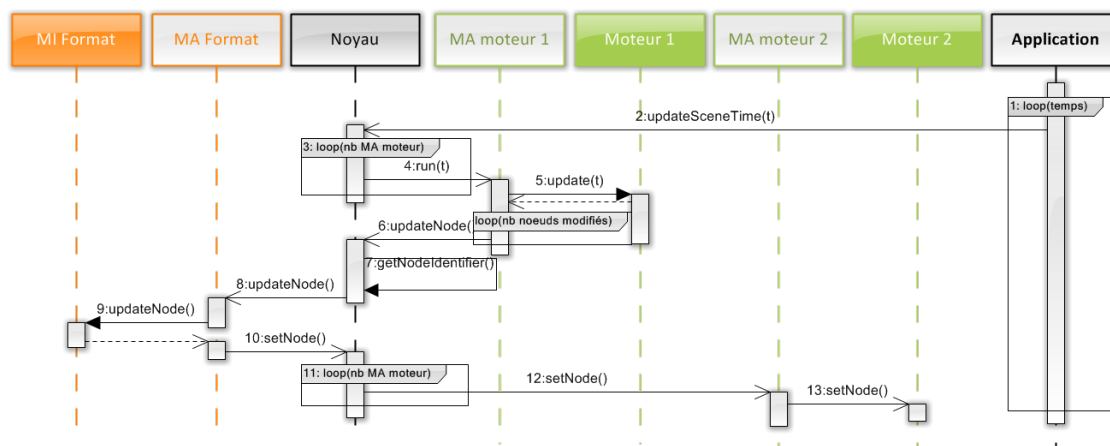 MI Format
MA Format
Noyau
MA moteur 1
Moteur 1
MA moteur 2
Moteur 2
Application
1: loop(temps)
2:updateSceneTime(t)
3: loop(nb MA moteur)
4:run(t)
5:update(t)
loop(nb noeuds modifiés)
6:updateNode()
7:getNodeIdentifier()
8:updateNode()
9:updateNode()
10:setNode()
11: loop(nb MA moteur)
12:setNode()
13:setNode()